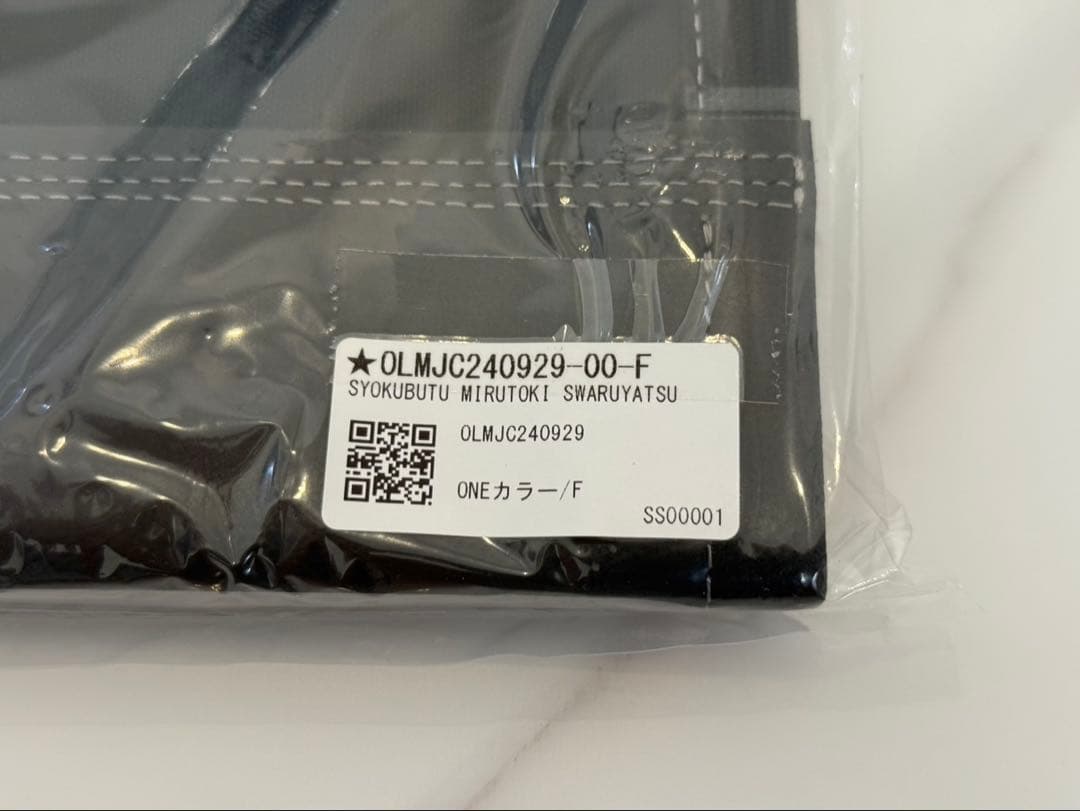 ★OLMJC240929-00-F
SYOKUBUTU MIRUTOKI SWARUYATSU
OLMJC240929
ONEカラー/F
SS00001